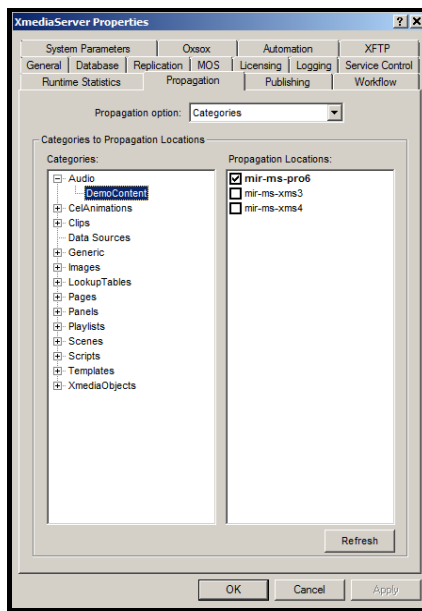 XmediaServer Properties
System Parameters Oxsox Automation XFTP
General Database Replication MOS Licensing Logging Service Control
Runtime Statistics Propagation Publishing Workflow
Propagation option: Categories
Categories to Propagation Locations
Categories: Propagation Locations:
Audio mir-ms-pro6
DemoContent mir-ms-xms3
CelAnimations mir-ms-xms4
Clips
Data Sources
Generic
Images
LookupTables
Pages
Panels
Playlists
Scenes
Scripts
Templates
XmediaObjects
Refresh
OK Cancel Apply